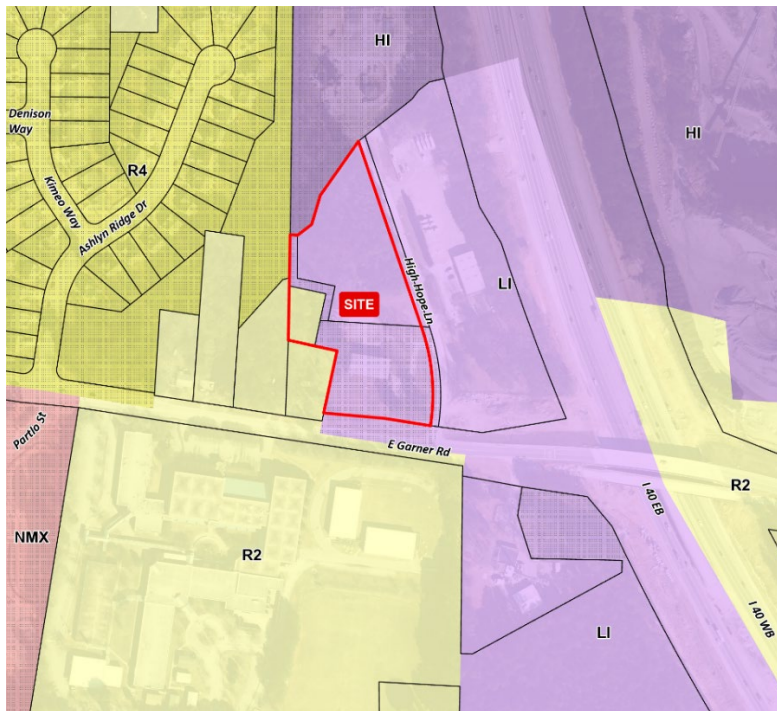 HI
Denison
Way
HI
R4
Kimeo Way
Ashlyn Ridge Dr
High Hope Ln
LI
SITE
Partlo St
E Garner Rd
R2
I 40 EB
NMX
R2
I 40 WB
LI